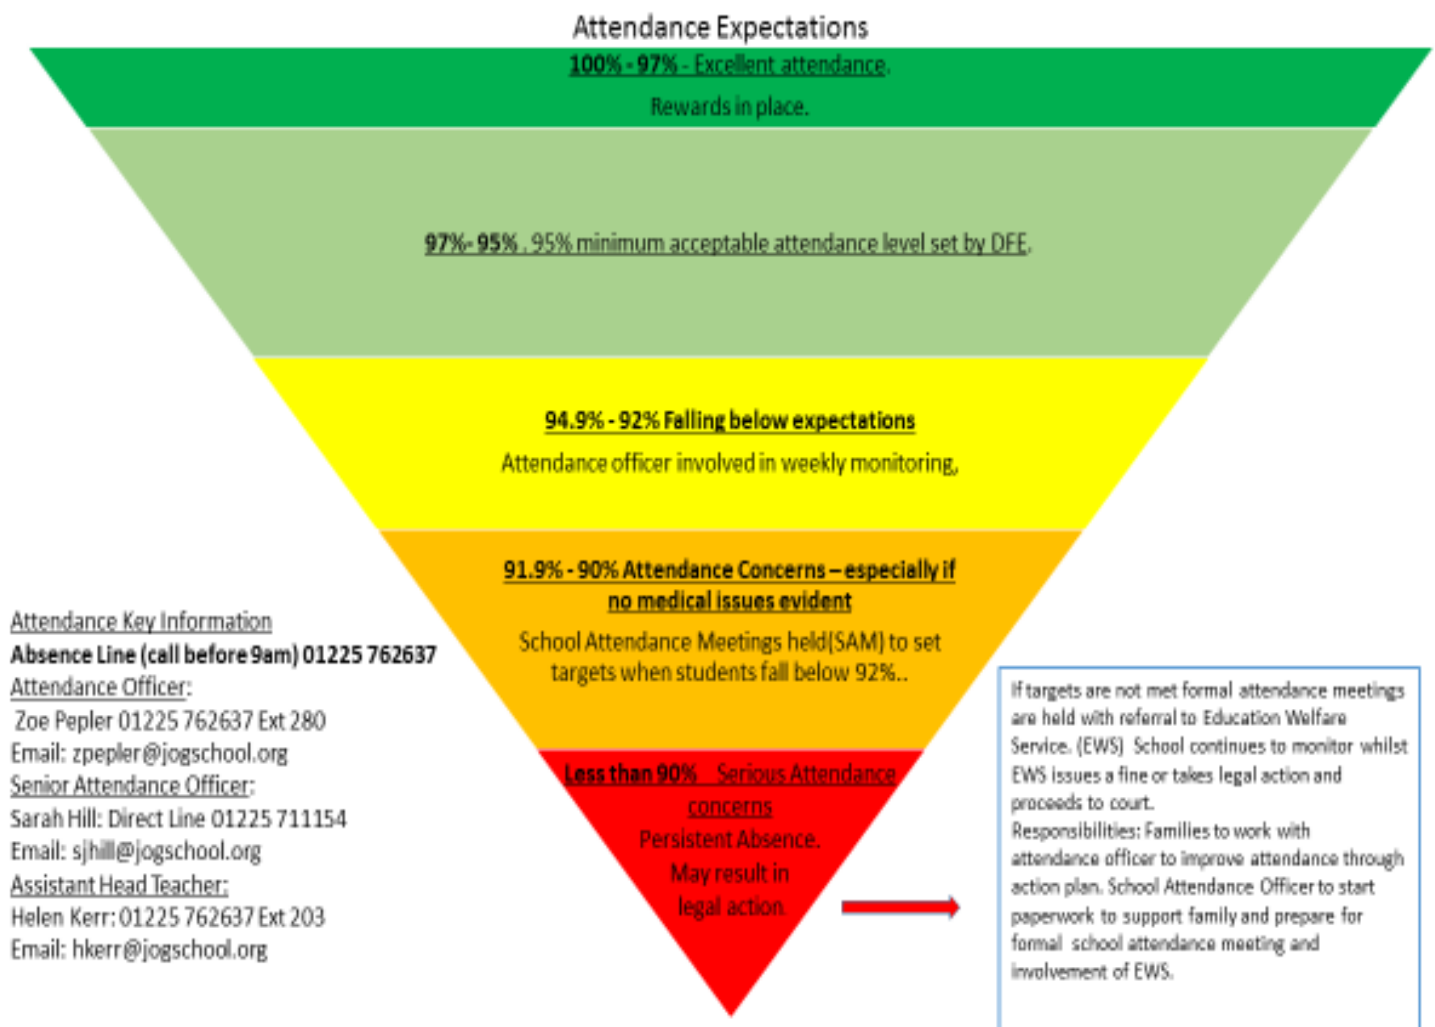 Attendance Expectations
100% - 97% - Excellent attendance.
Rewards in place.
97%- 95% . 95% minimum acceptable attendance level set by DFE.
94.9% - 92% Falling below expectations
Attendance officer involved in weekly monitoring,
91.9% - 90% Attendance Concerns – especially if
no medical issues evident
School Attendance Meetings held(SAM) to set
targets when students fall below 92%..
Less than 90% Serious Attendance
concerns
Persistent Absence.
May result in
legal action.
Attendance Key Information
Absence Line (call before 9am) 01225 762637
Attendance Officer:
Zoe Pepler 01225 762637 Ext 280
Email: zpepler@jogschool.org
Senior Attendance Officer:
Sarah Hill: Direct Line 01225 711154
Email: sjhill@jogschool.org
Assistant Head Teacher:
Helen Kerr: 01225 762637 Ext 203
Email: hkerr@jogschool.org
If targets are not met formal attendance meetings
are held with referral to Education Welfare
Service. (EWS) School continues to monitor whilst
EWS issues a fine or takes legal action and
proceeds to court.
Responsibilities: Families to work with
attendance officer to improve attendance through
action plan. School Attendance Officer to start
paperwork to support family and prepare for
formal school attendance meeting and
involvement of EWS.